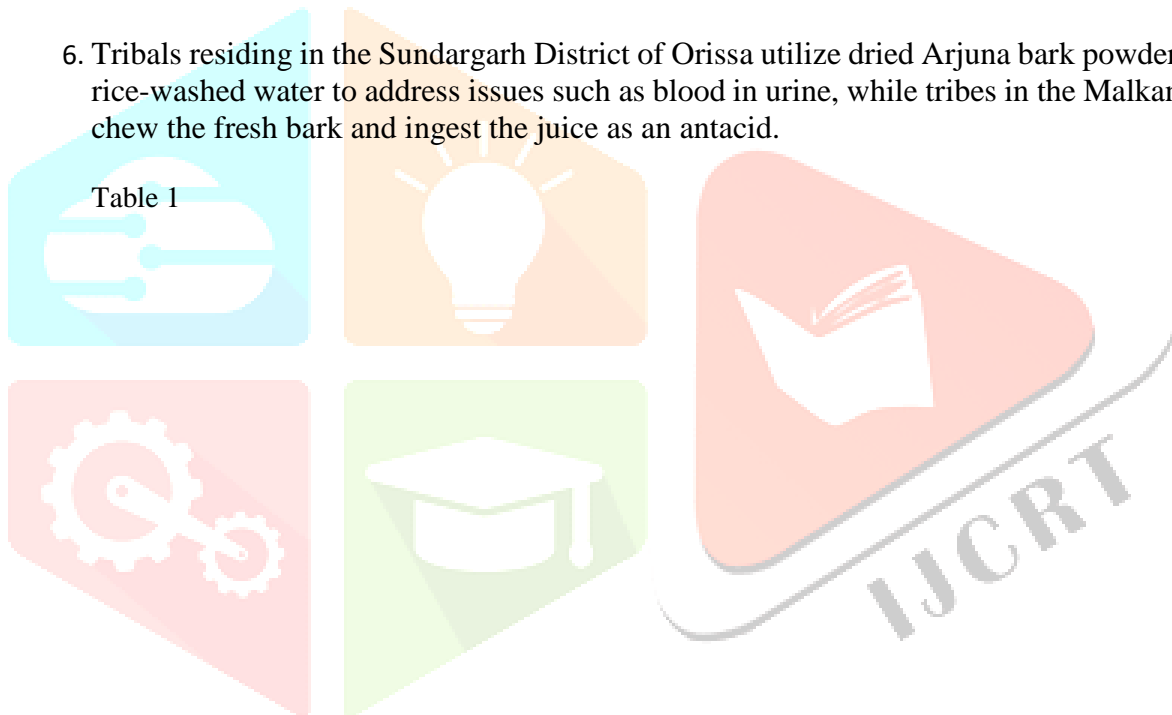 6. Tribals residing in the Sundargarh District of Orissa utilize dried Arjuna bark powder
rice-washed water to address issues such as blood in urine, while tribes in the Malkan
chew the fresh bark and ingest the juice as an antacid.
Table 1
IJCRT